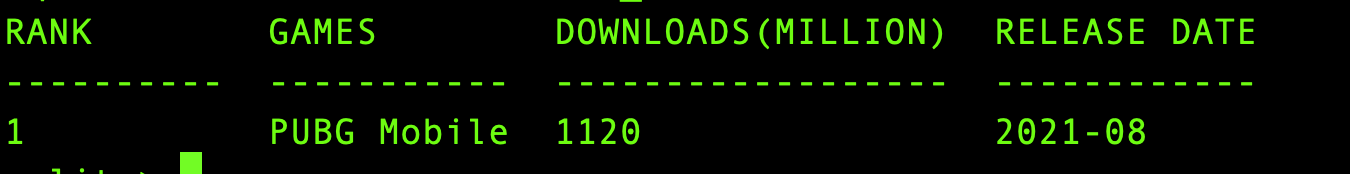 RANK GAMES DOWNLOADS(MILLION) RELEASE DATE
---------- ----------- ------------------ ------------
1 PUBG Mobile 1120 2021-08